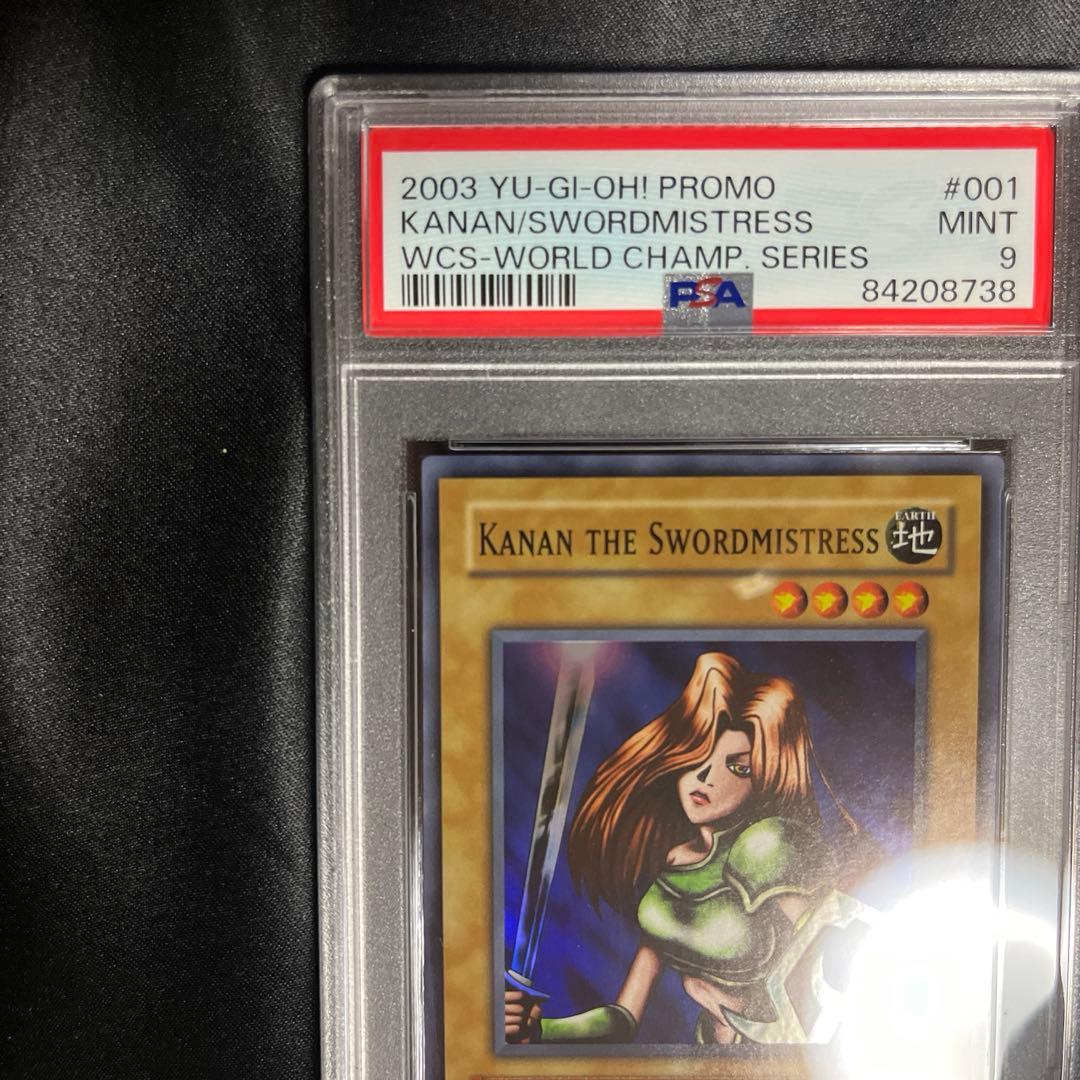 2003 YU-GI-OH! PROMO #001
KANAN/SWORDMISTRESS MINT
WCS-WORLD CHAMP. SERIES 9
PSA 84208738
KANAN THE SWORDMISTRESS
EARTH
地